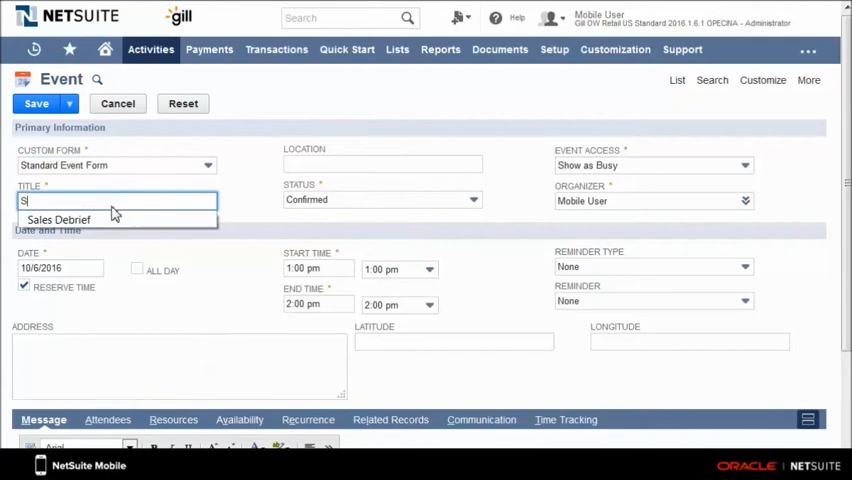 NETSUITE
gill
Search
Help
Mobile User
Gill OW Retail US Standard 2016.1.6.1 OPECINA - Administrator
Activities
Payments
Transactions
Quick Start
Lists
Reports
Documents
Setup
Customization
Support
Event
List
Search
Customize
More
Save
Cancel
Reset
Primary Information
CUSTOM FORM *
Standard Event Form
LOCATION
EVENT ACCESS *
Show as Busy
TITLE *
S
Sales Debrief
STATUS *
Confirmed
ORGANIZER *
Mobile User
Date and Time
DATE *
10/6/2016
ALL DAY
RESERVE TIME
START TIME *
1:00 pm
1:00 pm
END TIME *
2:00 pm
2:00 pm
REMINDER TYPE
None
REMINDER
None
ADDRESS
LATITUDE
LONGITUDE
Message
Attendees
Resources
Availability
Recurrence
Related Records
Communication
Time Tracking
Arial
NetSuite Mobile
ORACLE | NETSUITE